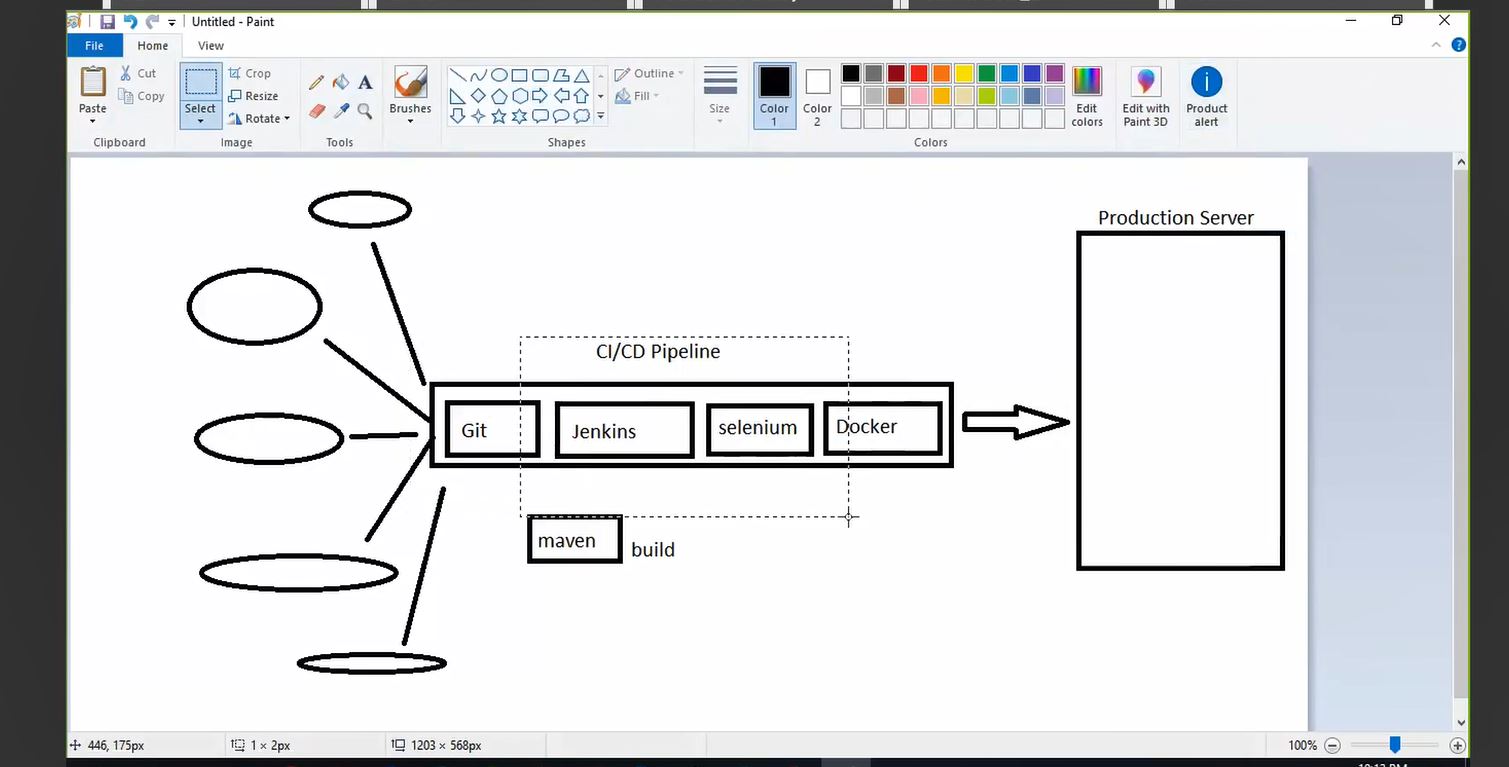 Untitled - Paint
File Home View
Cut
Copy
Paste
Clipboard
Select
Crop
Resize
Rotate
Image
Tools
Brushes
Outline
Fill
Shapes
Size
Color 1
Color 2
Edit colors
Colors
Edit with Paint 3D
Product alert
Production Server
CI/CD Pipeline
Git
Jenkins
selenium
Docker
maven
build
446, 175px
1 × 2px
1203 × 568px
100%